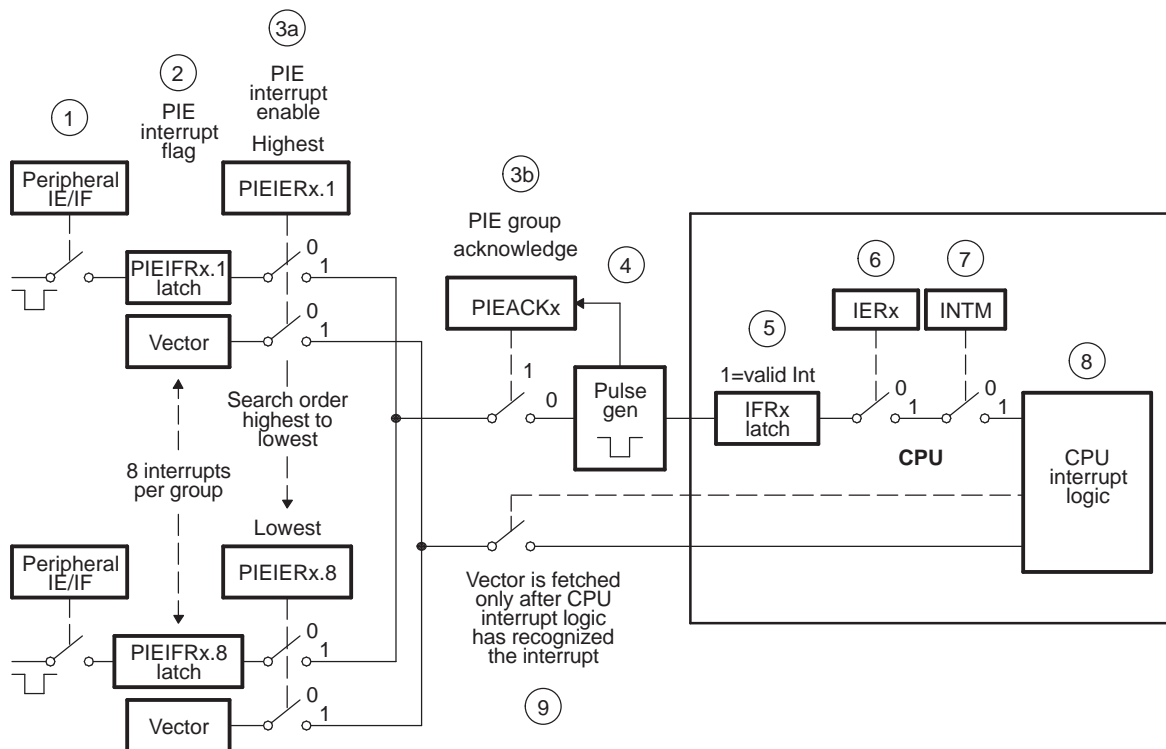 1
Peripheral
IE/IF
2
PIE
interrupt
flag
3a
PIE
interrupt
enable
Highest
PIEIERx.1
PIEIFRx.1
latch
0
1
Vector
0
1
8 interrupts
per group
Search order
highest to
lowest
Lowest
PIEIERx.8
Peripheral
IE/IF
PIEIFRx.8
latch
0
1
Vector
0
1
3b
PIE group
acknowledge
PIEACKx
1
0
4
Pulse
gen
5
1=valid Int
IFRx
latch
6
IERx
0
1
7
INTM
0
1
CPU
8
CPU
interrupt
logic
Vector is fetched
only after CPU
interrupt logic
has recognized
the interrupt
9